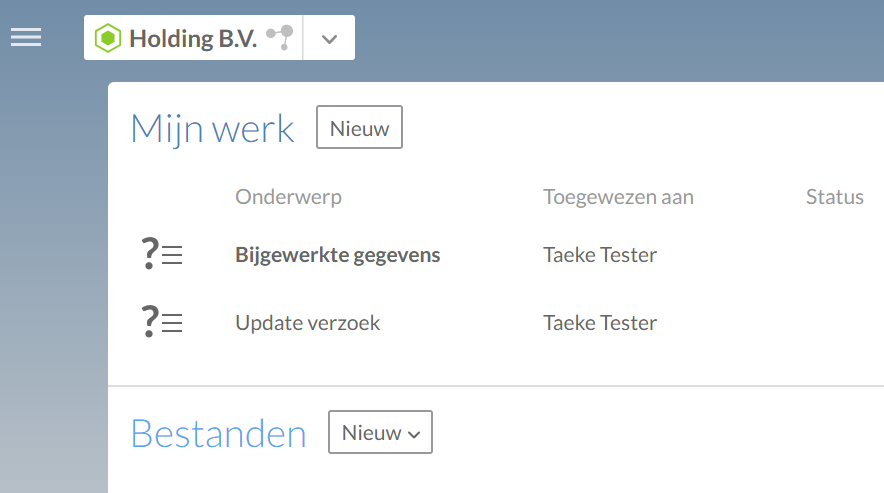 Holding B.V.
Mijn werk Nieuw
Onderwerp Toegewezen aan Status
Bijgewerkte gegevens Taeke Tester
Update verzoek Taeke Tester
Bestanden Nieuw